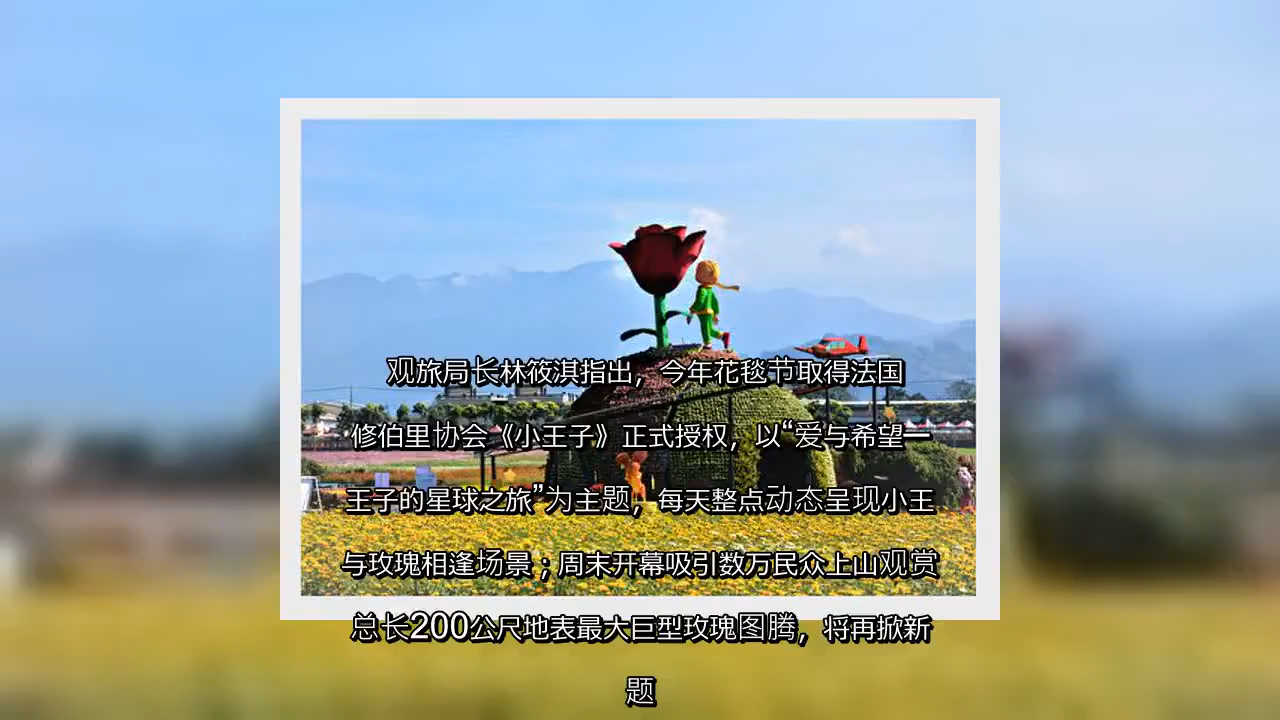 观旅局长林筱淇指出，今年花毯节取得法国
修伯里协会《小王子》正式授权，以“爱与希望—
王子的星球之旅”为主题，每天整点动态呈现小王
与玫瑰相逢场景；周末开幕吸引数万民众上山观赏
总长200公尺地表最大巨型玫瑰图腾，将再掀新
题